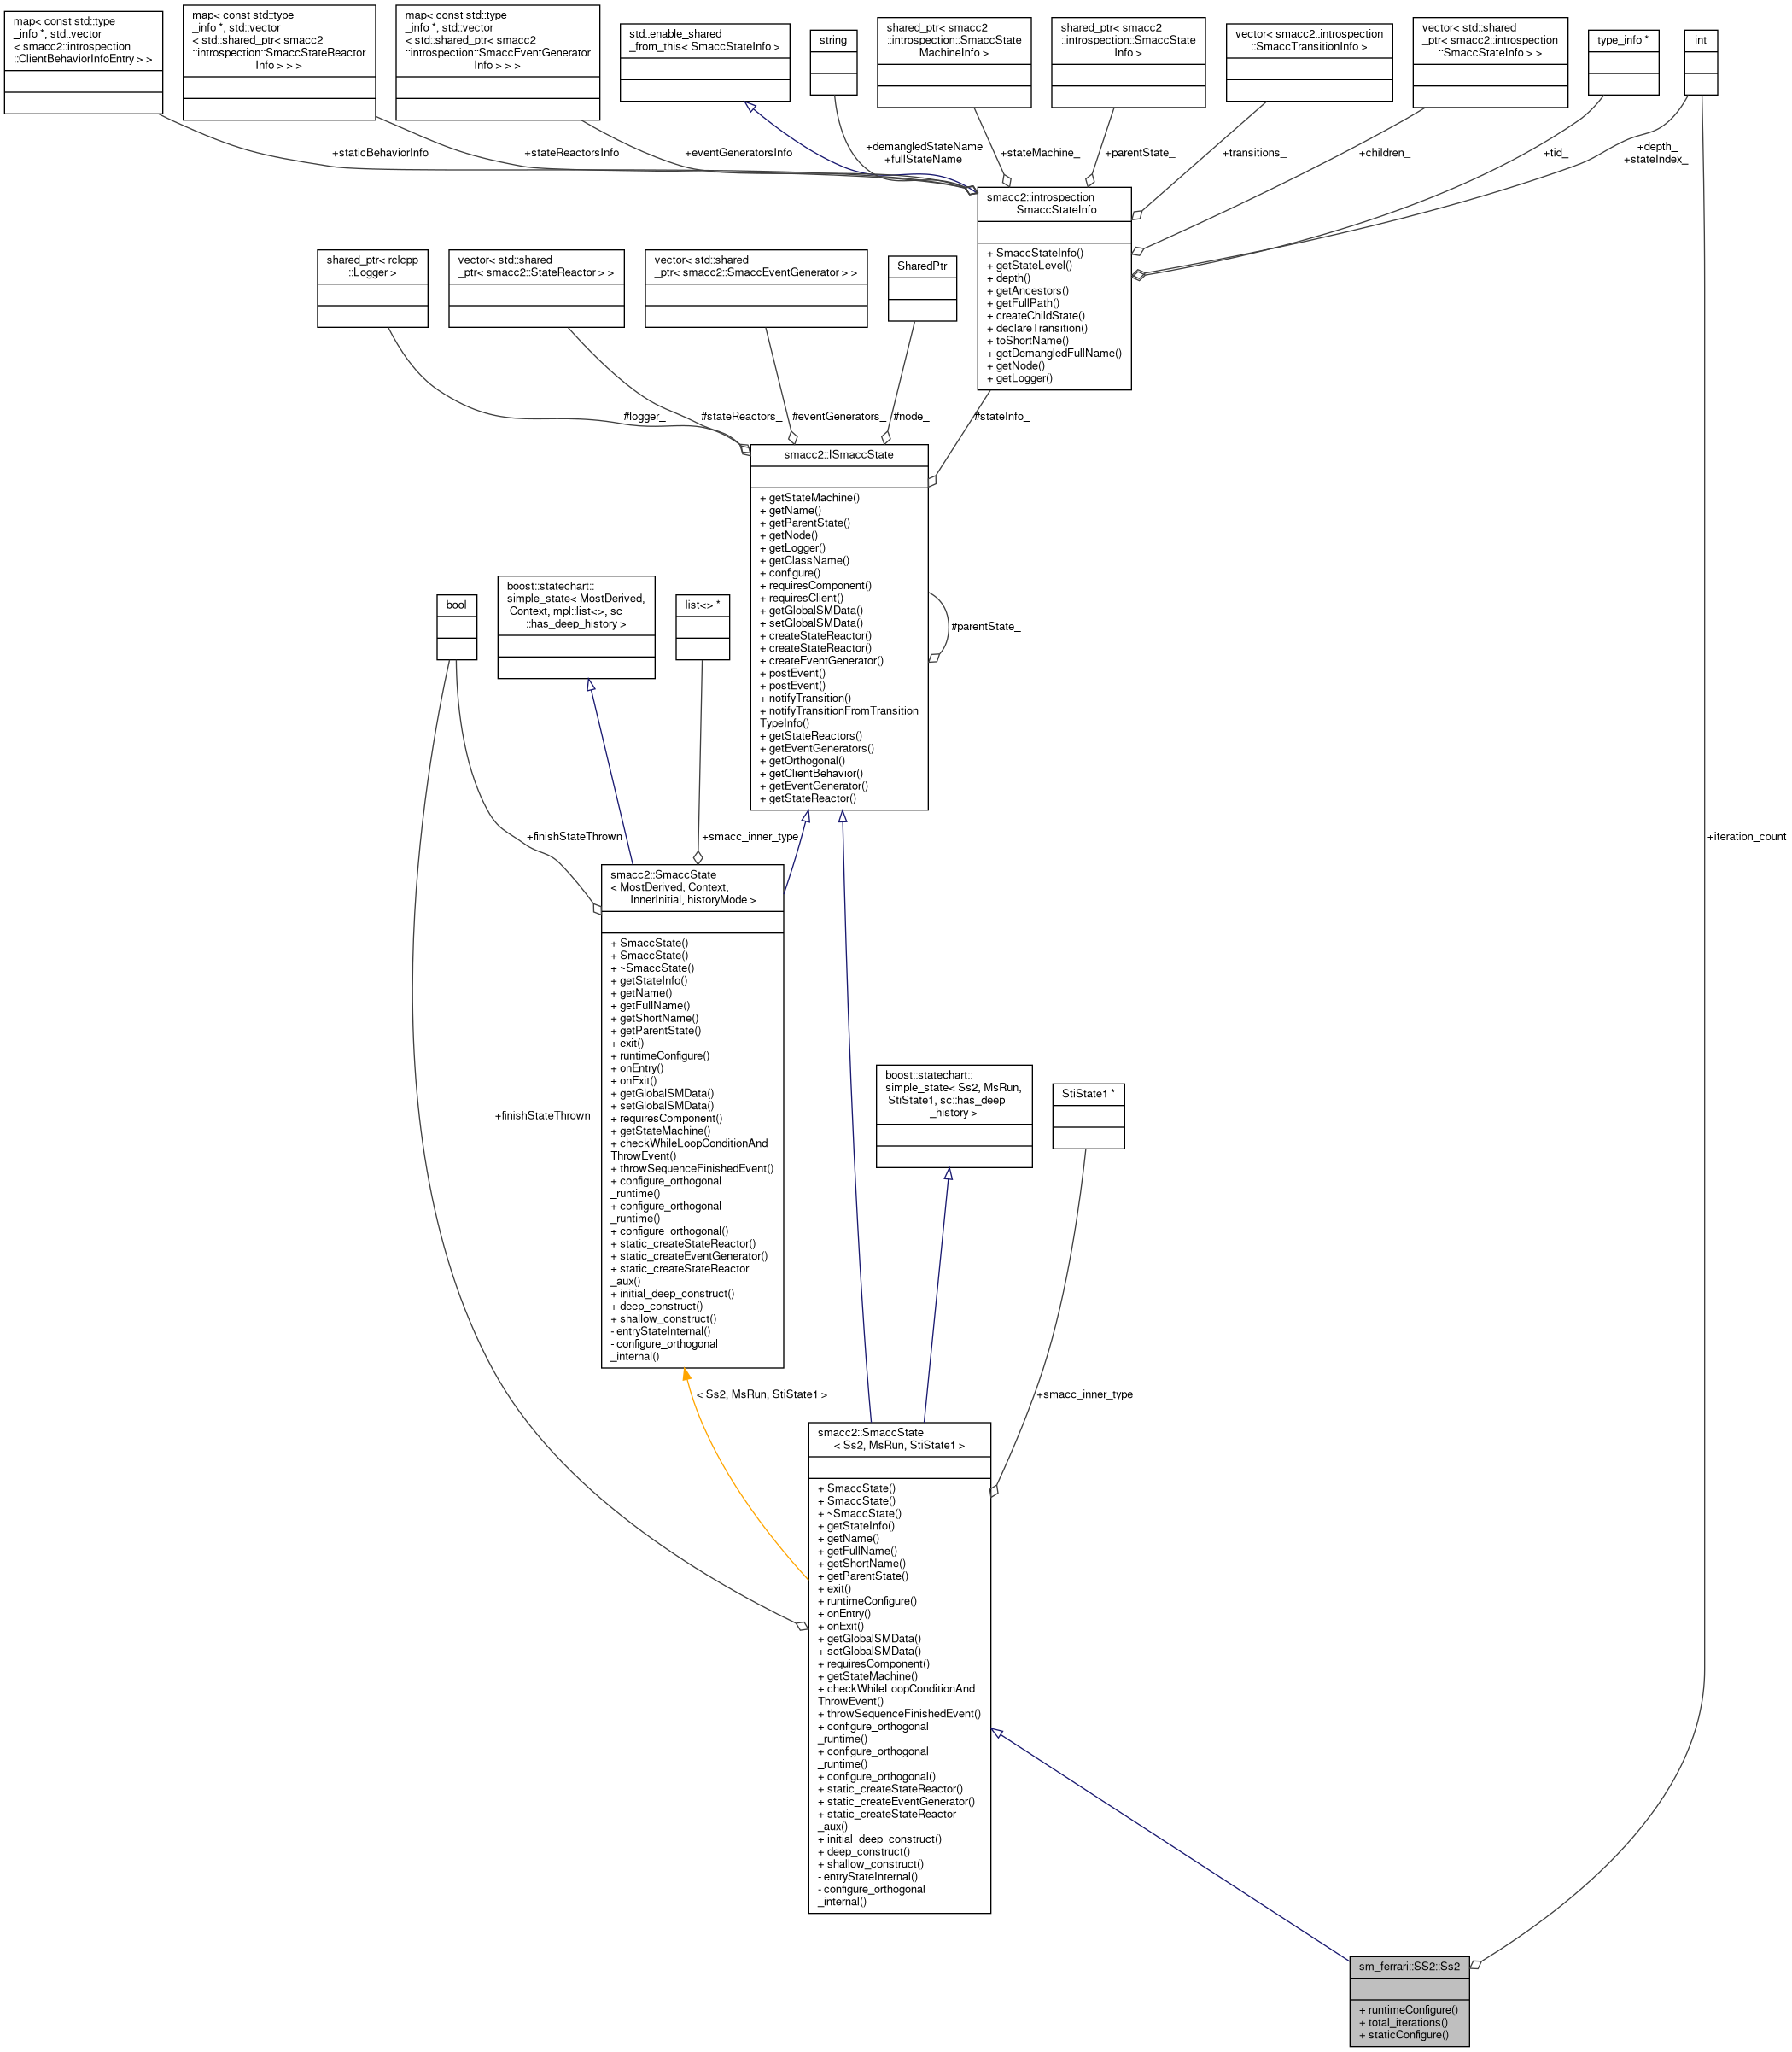 map< const std::type
_info *, std::vector
< smacc2::introspection
::ClientBehaviorInfoEntry > >
map< const std::type
_info *, std::vector
< std::shared_ptr< smacc2
::introspection::SmaccStateReactor
Info > > >
map< const std::type
_info *, std::vector
< std::shared_ptr< smacc2
::introspection::SmaccEventGenerator
Info > > >
std::enable_shared
_from_this< SmaccStateInfo >
string
shared_ptr< smacc2
::introspection::SmaccState
MachineInfo >
shared_ptr< smacc2
::introspection::SmaccState
Info >
vector< smacc2::introspection
::SmaccTransitionInfo >
vector< std::shared
_ptr< smacc2::introspection
::SmaccStateInfo > >
type_info *
int
+staticBehaviorInfo
+stateReactorsInfo
+eventGeneratorsInfo
+demangledStateName
+fullStateName
+stateMachine_
+parentState_
+transitions_
+children_
+tid_
+depth_
+stateIndex_
smacc2::introspection
::SmaccStateInfo
+ SmaccStateInfo()
+ getStateLevel()
+ depth()
+ getAncestors()
+ getFullPath()
+ createChildState()
+ declareTransition()
+ toShortName()
+ getDemangledFullName()
+ getNode()
+ getLogger()
shared_ptr< rclcpp
::Logger >
vector< std::shared
_ptr< smacc2::StateReactor > >
vector< std::shared
_ptr< smacc2::SmaccEventGenerator > >
SharedPtr
#logger_
#stateReactors_
#eventGenerators_
#node_
#stateInfo_
smacc2::ISmaccState
+ getStateMachine()
+ getName()
+ getParentState()
+ getNode()
+ getLogger()
+ getClassName()
+ configure()
+ requiresComponent()
+ requiresClient()
+ getGlobalSMData()
+ setGlobalSMData()
+ createStateReactor()
+ createStateReactor()
+ createEventGenerator()
+ postEvent()
+ postEvent()
+ notifyTransition()
+ notifyTransitionFromTransition
TypeInfo()
+ getStateReactors()
+ getEventGenerators()
+ getOrthogonal()
+ getClientBehavior()
+ getEventGenerator()
+ getStateReactor()
#parentState_
bool
boost::statechart::
simple_state< MostDerived,
Context, mpl::list<>, sc
::has_deep_history >
list<> *
+finishStateThrown
+smacc_inner_type
+iteration_count
smacc2::SmaccState
< MostDerived, Context,
InnerInitial, historyMode >
+ SmaccState()
+ SmaccState()
+ ~SmaccState()
+ getStateInfo()
+ getName()
+ getFullName()
+ getShortName()
+ getParentState()
+ exit()
+ runtimeConfigure()
+ onEntry()
+ onExit()
+ getGlobalSMData()
+ setGlobalSMData()
+ requiresComponent()
+ getStateMachine()
+ checkWhileLoopConditionAnd
ThrowEvent()
+ throwSequenceFinishedEvent()
+ configure_orthogonal
_runtime()
+ configure_orthogonal
_runtime()
+ configure_orthogonal()
+ static_createStateReactor()
+ static_createEventGenerator()
+ static_createStateReactor
_aux()
+ initial_deep_construct()
+ deep_construct()
+ shallow_construct()
- entryStateInternal()
- configure_orthogonal
_internal()
+finishStateThrown
boost::statechart::
simple_state< Ss2, MsRun,
StiState1, sc::has_deep
_history >
StiState1 *
< Ss2, MsRun, StiState1 >
+smacc_inner_type
smacc2::SmaccState
< Ss2, MsRun, StiState1 >
+ SmaccState()
+ SmaccState()
+ ~SmaccState()
+ getStateInfo()
+ getName()
+ getFullName()
+ getShortName()
+ getParentState()
+ exit()
+ runtimeConfigure()
+ onEntry()
+ onExit()
+ getGlobalSMData()
+ setGlobalSMData()
+ requiresComponent()
+ getStateMachine()
+ checkWhileLoopConditionAnd
ThrowEvent()
+ throwSequenceFinishedEvent()
+ configure_orthogonal
_runtime()
+ configure_orthogonal
_runtime()
+ configure_orthogonal()
+ static_createStateReactor()
+ static_createEventGenerator()
+ static_createStateReactor
_aux()
+ initial_deep_construct()
+ deep_construct()
+ shallow_construct()
- entryStateInternal()
- configure_orthogonal
_internal()
sm_ferrari::SS2::Ss2
+ runtimeConfigure()
+ total_iterations()
+ staticConfigure()